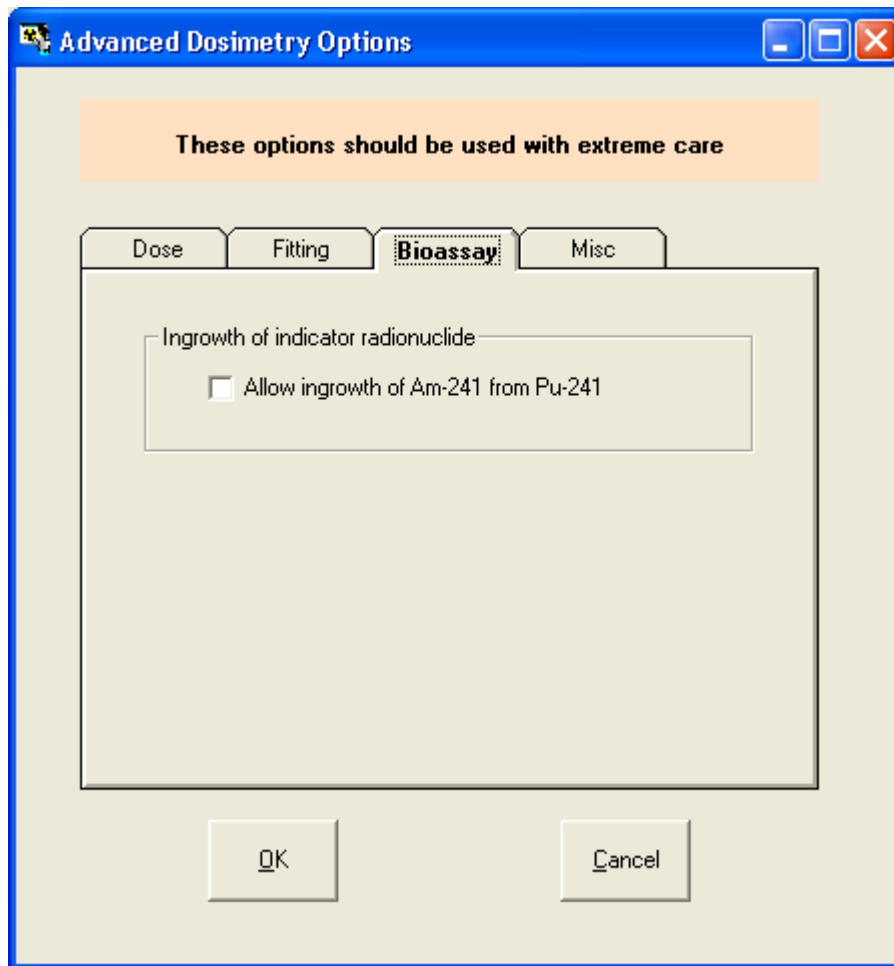 Advanced Dosimetry Options
These options should be used with extreme care
Dose Fitting Bioassay Misc
Ingrowth of indicator radionuclide
Allow ingrowth of Am-241 from Pu-241
OK Cancel